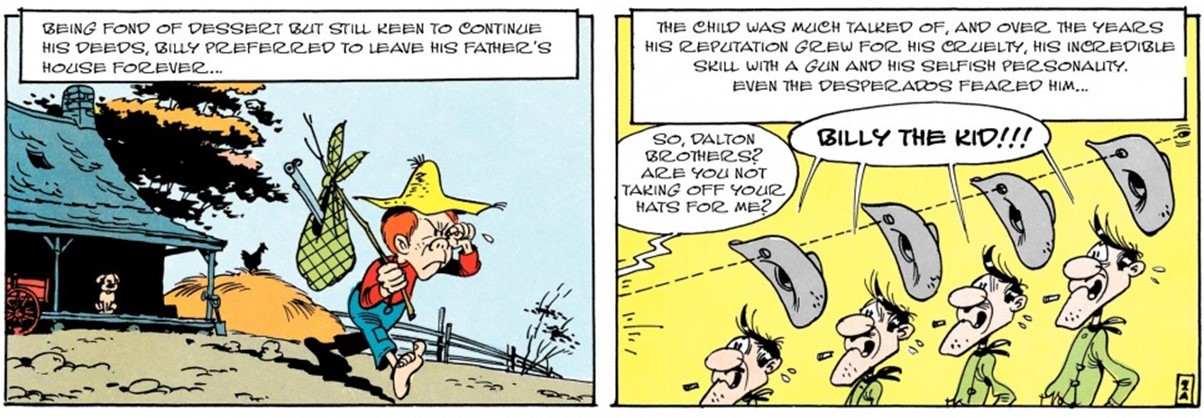 BEING FOND OF DESSERT BUT STILL KEEN TO CONTINUE
HIS DEEDS, BILLY PREFERRED TO LEAVE HIS FATHER'S
HOUSE FOREVER...
THE CHILD WAS MUCH TALKED OF, AND OVER THE YEARS
HIS REPUTATION GREW FOR HIS CRUELTY, HIS INCREDIBLE
SKILL WITH A GUN AND HIS SELFISH PERSONALITY.
EVEN THE DESPERADOS FEARED HIM...
SO, DALTON
BROTHERS?
ARE YOU NOT
TAKING OFF YOUR
HATS FOR ME?
BILLY THE KID!!!
2A